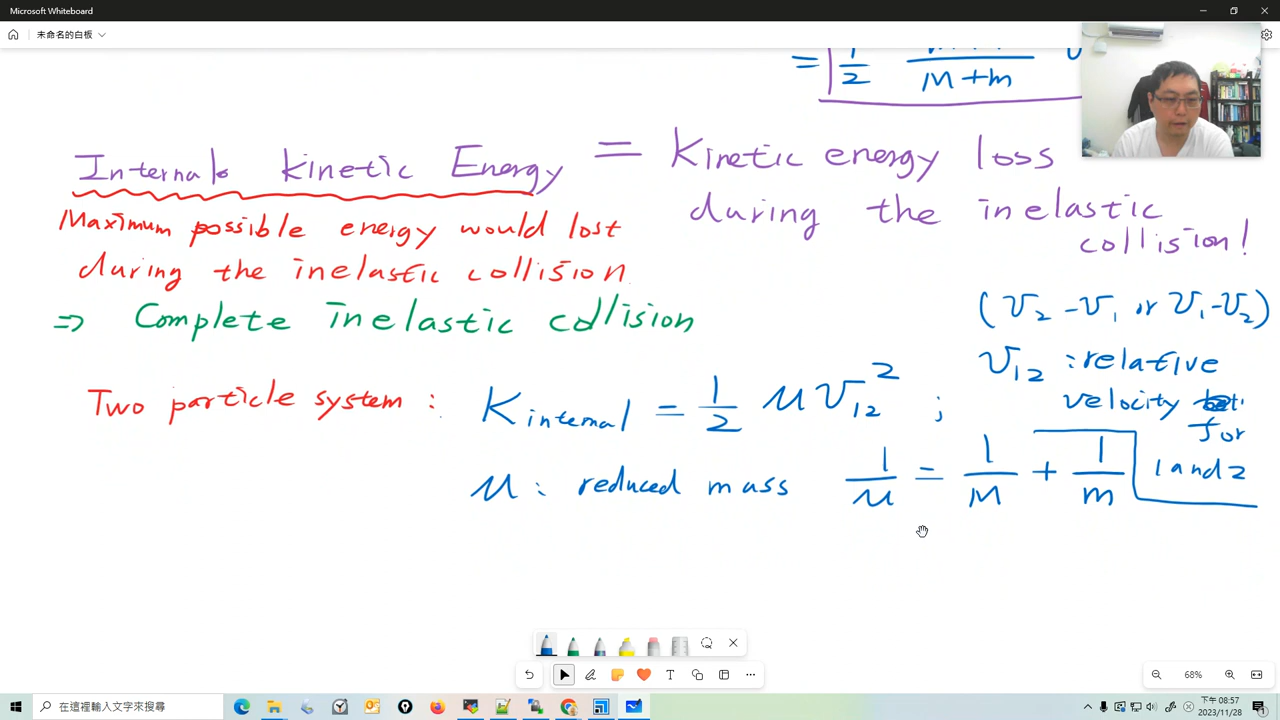 Microsoft Whiteboard
未命名的白板
= 1/2 M+m
Internal kinetic Energy = Kinetic energy loss
during the inelastic
collision!
Maximum possible energy would lost
during the inelastic collision
⇒ Complete inelastic collision
(v₂ - v₁ or v₁ - v₂)
Two particle system : K internal = 1/2 μ v₁₂² ;
v₁₂ : relative
velocity
for
1 and 2
μ : reduced mass 1/μ = 1/M + 1/m
68%
在這裡輸入文字來搜尋
下午 08:57
2023/11/28